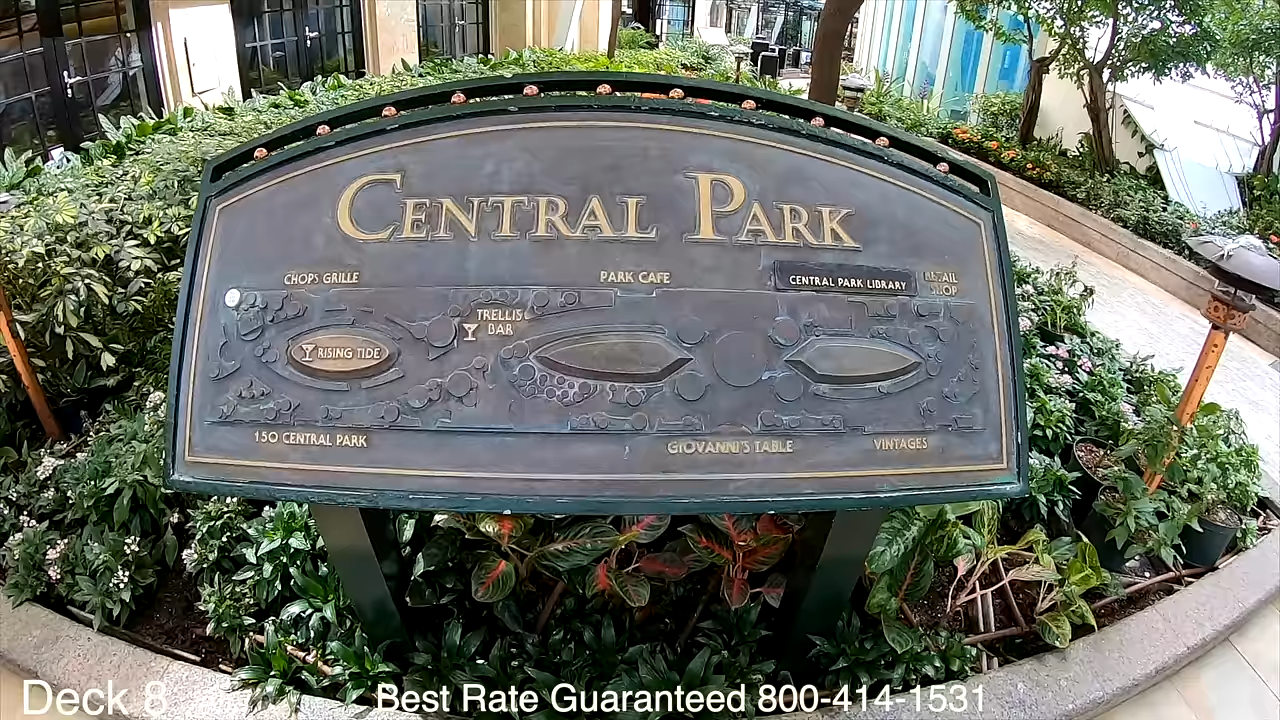 CENTRAL PARK
CHOPS GRILLE
PARK CAFE
CENTRAL PARK LIBRARY
RETAIL
SHOP
TRELLIS
BAR
RISING TIDE
150 CENTRAL PARK
GIOVANNI'S TABLE
VINTAGES
Deck 8
Best Rate Guaranteed 800-414-1531